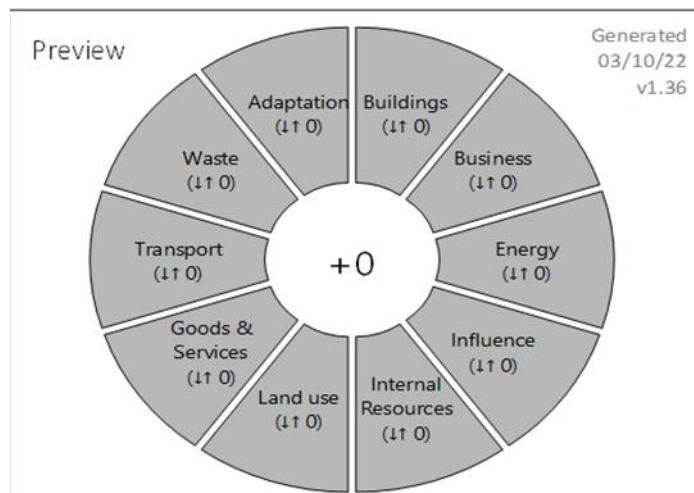 Preview
Generated
03/10/22
v1.36
Adaptation
(↓↑ 0)
Buildings
(↓↑ 0)
Business
(↓↑ 0)
Energy
(↓↑ 0)
Influence
(↓↑ 0)
Internal
Resources
(↓↑ 0)
Land use
(↓↑ 0)
Goods &
Services
(↓↑ 0)
Transport
(↓↑ 0)
Waste
(↓↑ 0)
+0